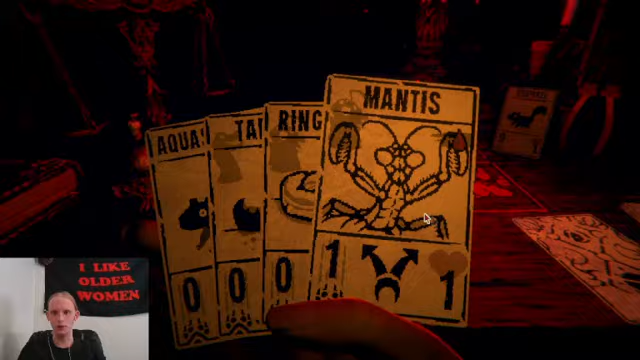 MANTIS
RING
TA
AQUA
1
0
0
0
1
I LIKE
OLDER
WOMEN